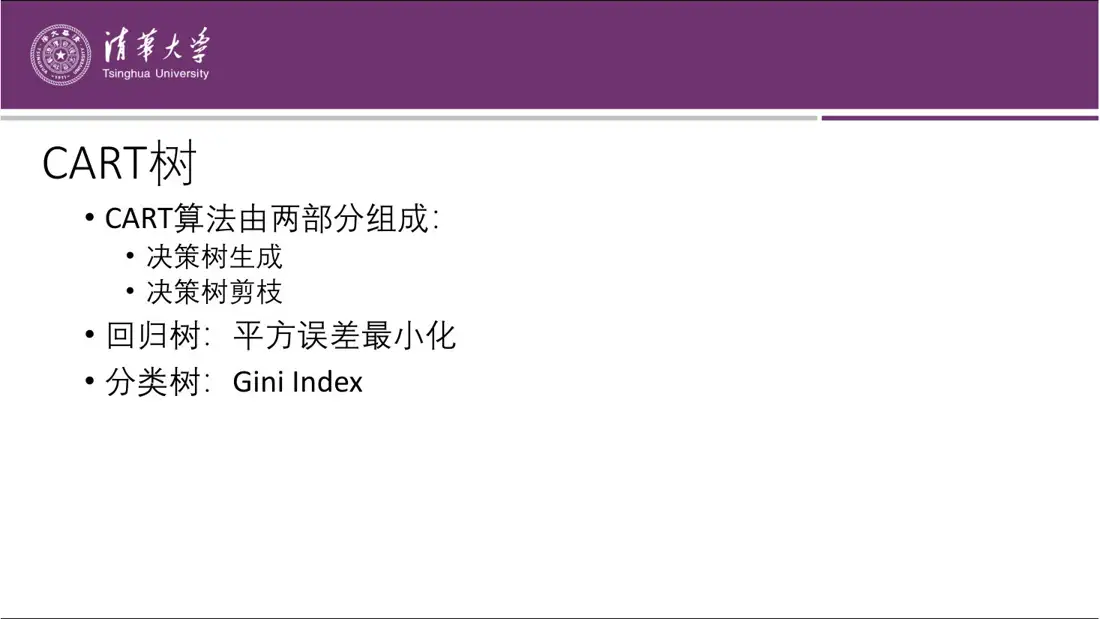 清华大学
Tsinghua University
CART树
• CART算法由两部分组成：
• 决策树生成
• 决策树剪枝
• 回归树：平方误差最小化
• 分类树：Gini Index